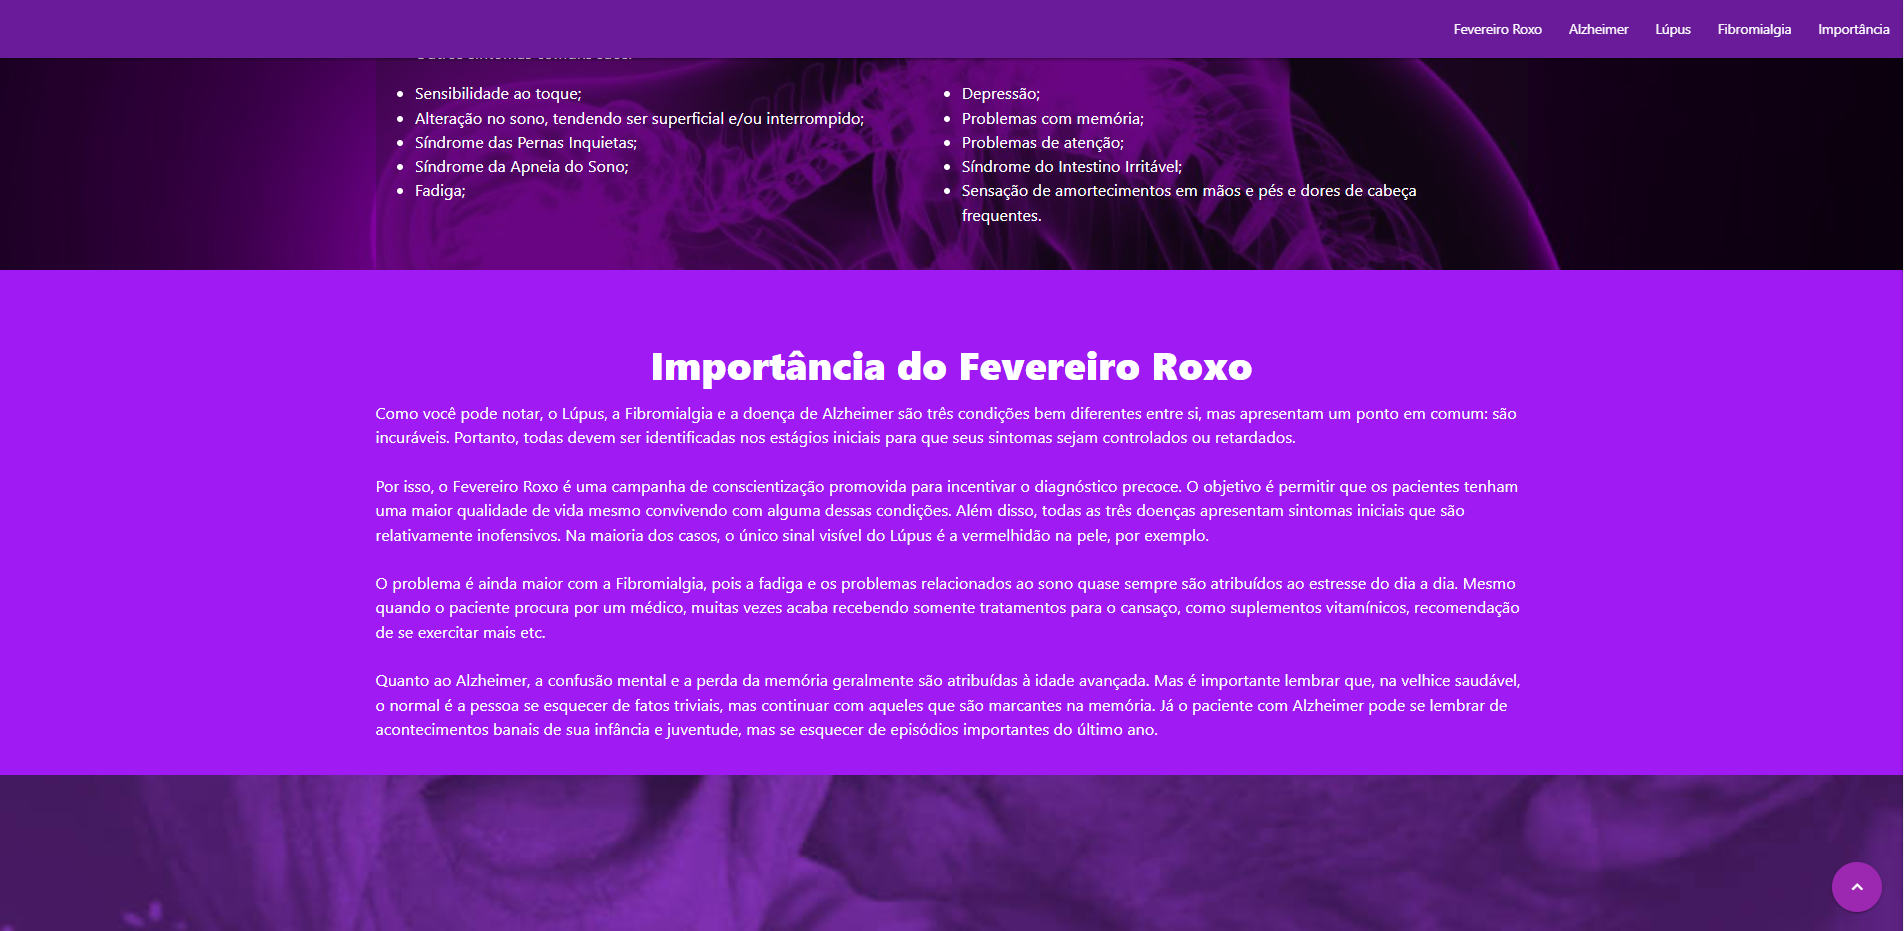 Fevereiro Roxo Alzheimer Lúpus Fibromialgia Importância
Sensibilidade ao toque;
Alteração no sono, tendendo ser superficial e/ou interrompido;
Síndrome das Pernas Inquietas;
Síndrome da Apneia do Sono;
Fadiga;
Depressão;
Problemas com memória;
Problemas de atenção;
Síndrome do Intestino Irritável;
Sensação de amortecimentos em mãos e pés e dores de cabeça
frequentes.
Importância do Fevereiro Roxo
Como você pode notar, o Lúpus, a Fibromialgia e a doença de Alzheimer são três condições bem diferentes entre si, mas apresentam um ponto em comum: são
incuráveis. Portanto, todas devem ser identificadas nos estágios iniciais para que seus sintomas sejam controlados ou retardados.
Por isso, o Fevereiro Roxo é uma campanha de conscientização promovida para incentivar o diagnóstico precoce. O objetivo é permitir que os pacientes tenham
uma maior qualidade de vida mesmo convivendo com alguma dessas condições. Além disso, todas as três doenças apresentam sintomas iniciais que são
relativamente inofensivos. Na maioria dos casos, o único sinal visível do Lúpus é a vermelhidão na pele, por exemplo.
O problema é ainda maior com a Fibromialgia, pois a fadiga e os problemas relacionados ao sono quase sempre são atribuídos ao estresse do dia a dia. Mesmo
quando o paciente procura por um médico, muitas vezes acaba recebendo somente tratamentos para o cansaço, como suplementos vitamínicos, recomendação
de se exercitar mais etc.
Quanto ao Alzheimer, a confusão mental e a perda da memória geralmente são atribuídas à idade avançada. Mas é importante lembrar que, na velhice saudável,
o normal é a pessoa se esquecer de fatos triviais, mas continuar com aqueles que são marcantes na memória. Já o paciente com Alzheimer pode se lembrar de
acontecimentos banais de sua infância e juventude, mas se esquecer de episódios importantes do último ano.